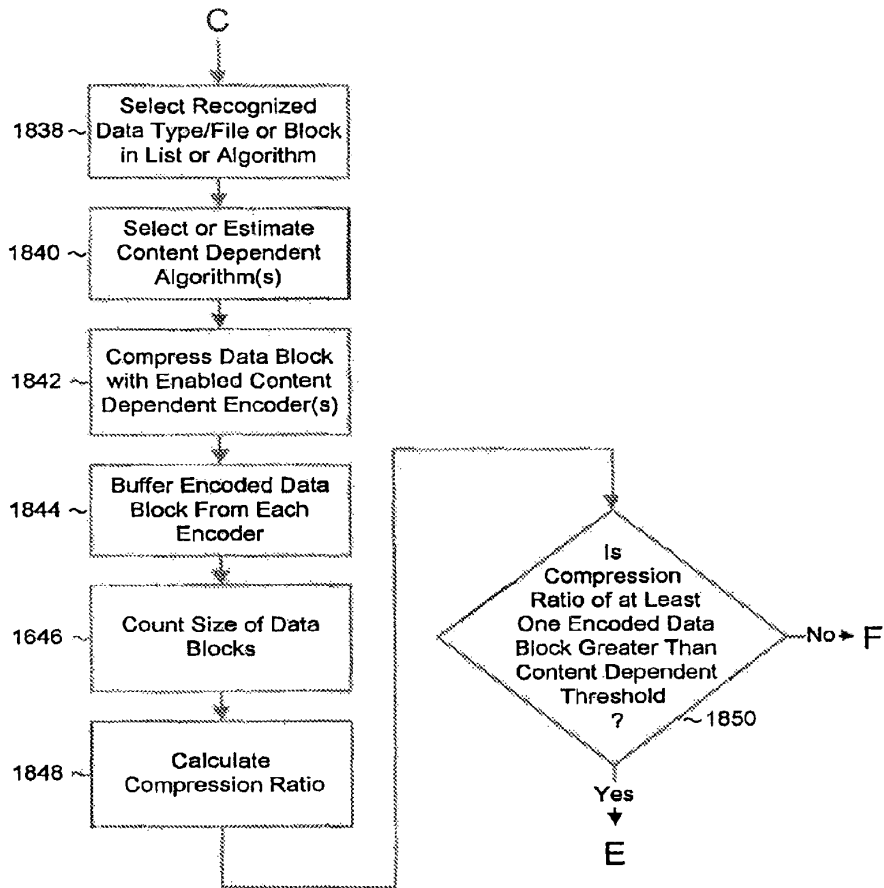 C
1838
Select Recognized
Data Type/File or Block
in List or Algorithm
1840
Select or Estimate
Content Dependent
Algorithm(s)
1842
Compress Data Block
with Enabled Content
Dependent Encoder(s)
1844
Buffer Encoded Data
Block From Each
Encoder
1646
Count Size of Data
Blocks
1848
Calculate
Compression Ratio
Is
Compression
Ratio of at Least
One Encoded Data
Block Greater Than
Content Dependent
Threshold
?
1850
No
F
Yes
E